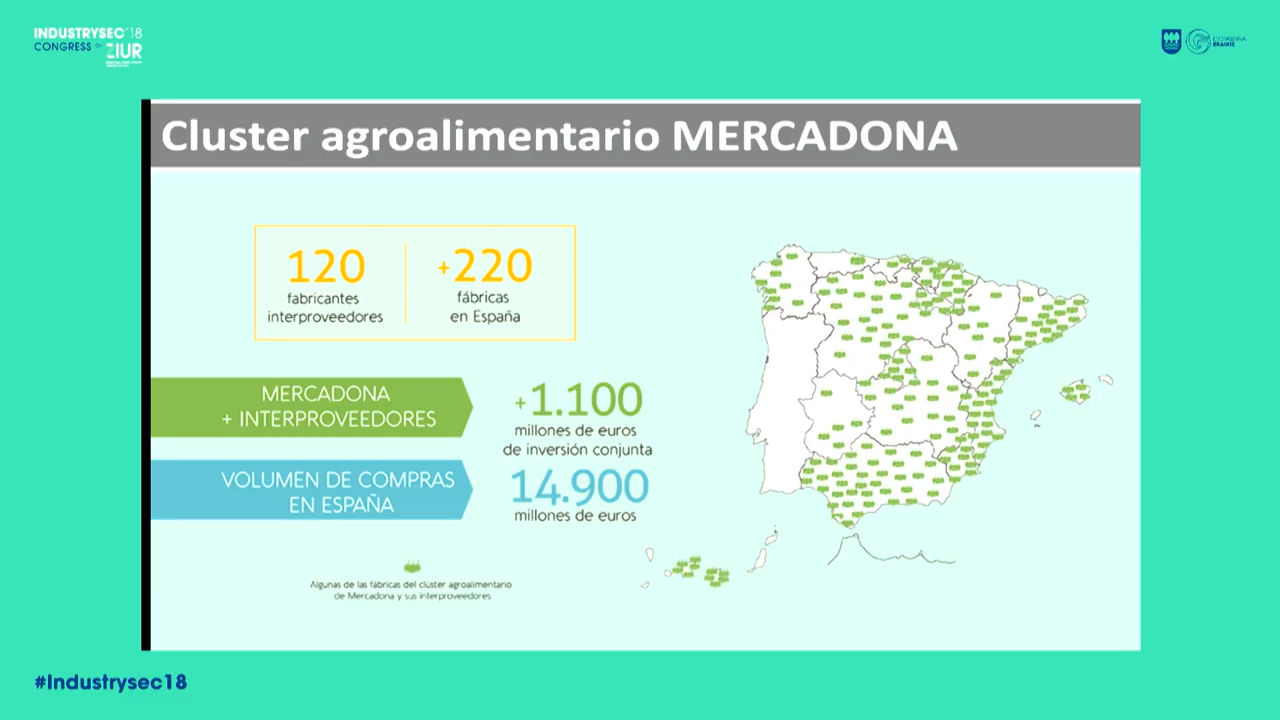 INDUSTRYSEC 18
CONGRESS BY ZIUR
Cluster agroalimentario MERCADONA
120
fabricantes
interproveedores
+220
fábricas
en España
MERCADONA
+ INTERPROVEEDORES
+1.100
millones de euros
de inversión conjunta
VOLUMEN DE COMPRAS
EN ESPAÑA
14.900
millones de euros
Algunas de las fábricas del clúster agroalimentario
de Mercadona y sus interproveedores
#Industrysec18